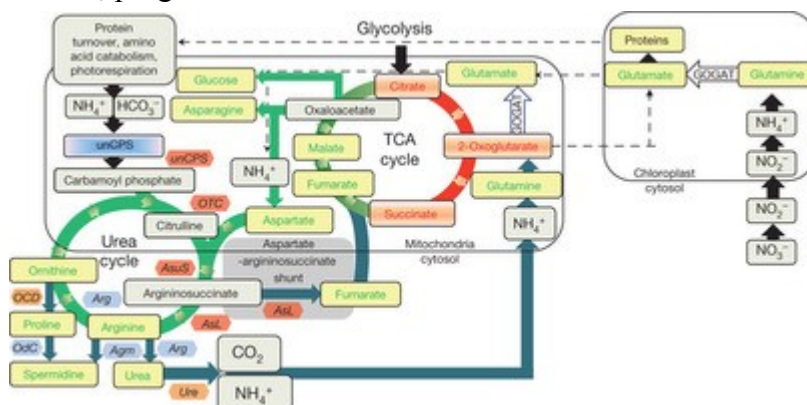 Protein
turnover, amino
acid catabolism,
photorespiration
Glycolysis
Proteins
Glucose
Citrate
Glutamate
Glutamate
GOGAT
Glutamine
NH₄⁺
HCO₃⁻
Asparagine
Oxaloacetate
GOGAT
unCPS
unCPS
Malate
TCA
cycle
2-Oxoglutarate
NH₄⁺
Chloroplast
cytosol
NH₄⁺
Carbamoyl phosphate
Fumarate
Glutamine
NO₂⁻
OTC
Citrulline
Aspartate
Succinate
NH₄⁺
NO₂⁻
Urea
cycle
Aspartate
-argininosuccinate
shunt
Mitochondria
cytosol
NO₃⁻
Ornithine
AsuS
OCD
Arg
Argininosuccinate
AsL
Fumarate
Proline
Arginine
AsL
OdC
Agm
Arg
CO₂
Spermidine
Urea
Ure
NH₄⁺